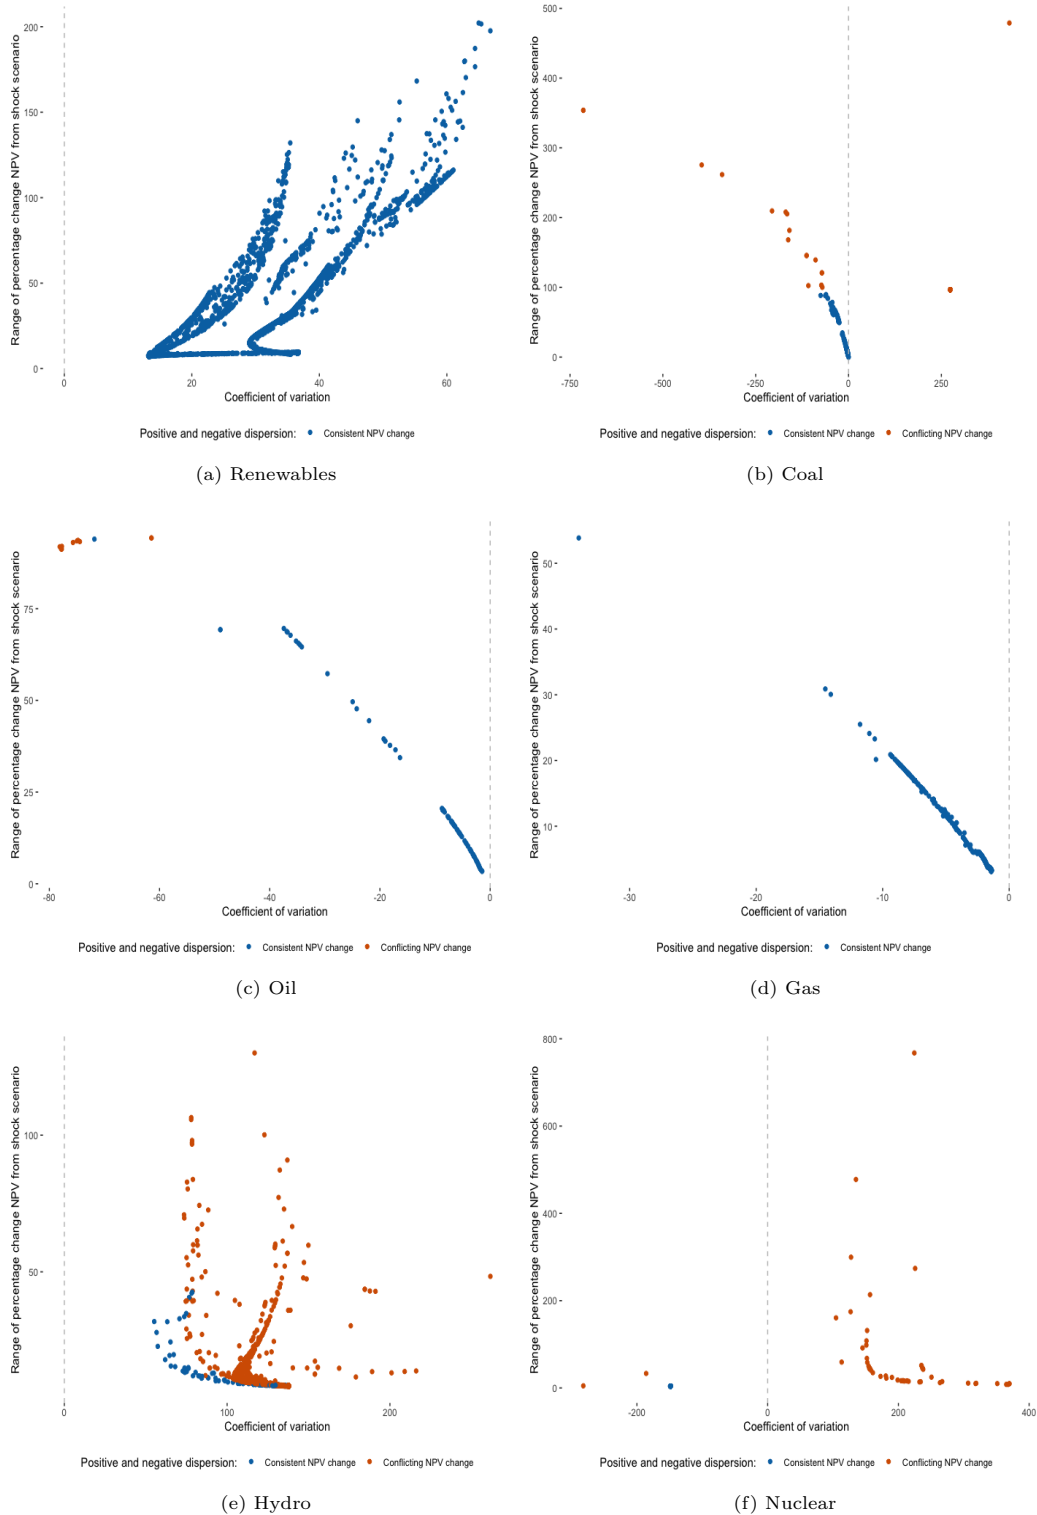 Range of percentage change NPV from shock scenario
200
150
100
50
0
0
20
40
60
Coefficient of variation
Positive and negative dispersion: Consistent NPV change
(a) Renewables
Range of percentage change NPV from shock scenario
500
400
300
200
100
0
-750
-500
-250
0
250
Coefficient of variation
Positive and negative dispersion: Consistent NPV change Conflicting NPV change
(b) Coal
Range of percentage change NPV from shock scenario
75
50
25
0
-80
-60
-40
-20
0
Coefficient of variation
Positive and negative dispersion: Consistent NPV change Conflicting NPV change
(c) Oil
Range of percentage change NPV from shock scenario
50
40
30
20
10
-30
-20
-10
0
Coefficient of variation
Positive and negative dispersion: Consistent NPV change
(d) Gas
Range of percentage change NPV from shock scenario
100
50
0
100
200
Coefficient of variation
Positive and negative dispersion: Consistent NPV change Conflicting NPV change
(e) Hydro
Range of percentage change NPV from shock scenario
800
600
400
200
0
-200
0
200
400
Coefficient of variation
Positive and negative dispersion: Consistent NPV change Conflicting NPV change
(f) Nuclear